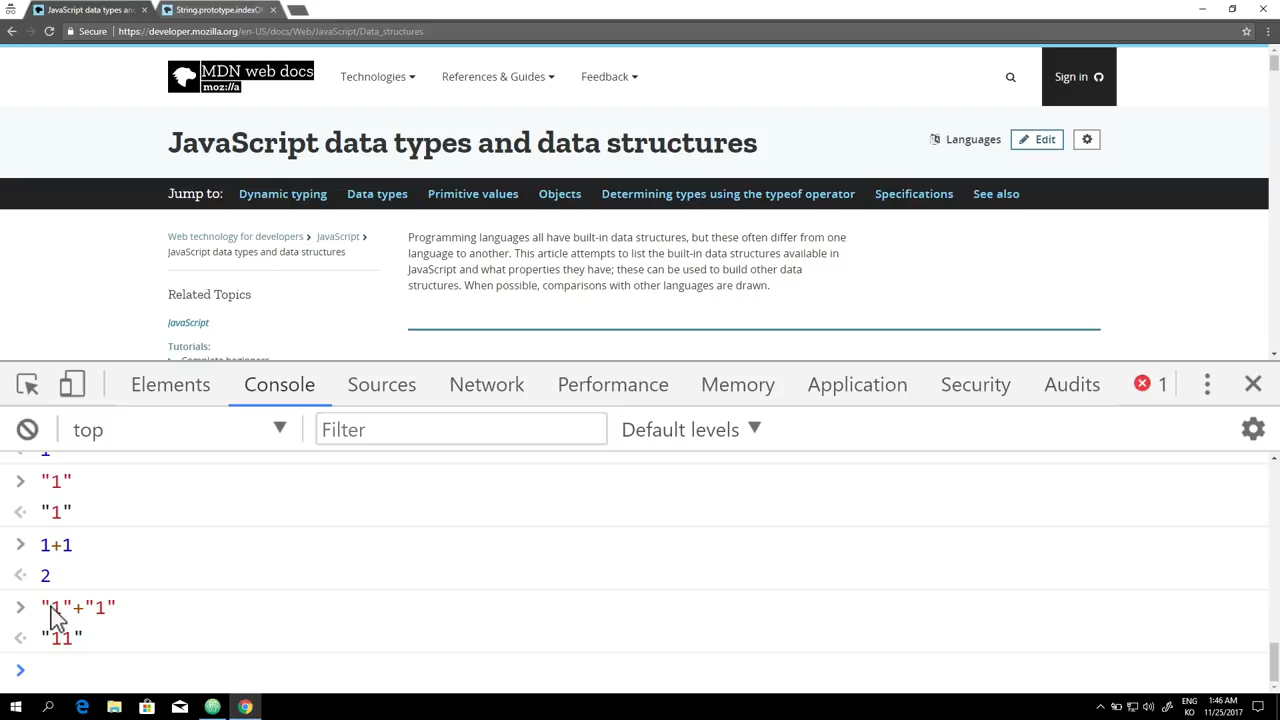 JavaScript data types an
String.prototype.indexO
Secure
https://developer.mozilla.org/en-US/docs/Web/JavaScript/Data_structures
MDN web docs
moz://a
Technologies
References & Guides
Feedback
Sign in
JavaScript data types and data structures
Languages
Edit
Jump to:
Dynamic typing
Data types
Primitive values
Objects
Determining types using the typeof operator
Specifications
See also
Web technology for developers
JavaScript
JavaScript data types and data structures
Programming languages all have built-in data structures, but these often differ from one
language to another. This article attempts to list the built-in data structures available in
JavaScript and what properties they have; these can be used to build other data
structures. When possible, comparisons with other languages are drawn.
Related Topics
JavaScript
Tutorials:
Complete beginners
Elements
Console
Sources
Network
Performance
Memory
Application
Security
Audits
1
top
Filter
Default levels
1
> "1"
"1"
> 1+1
2
> "1"+"1"
"11"
>
ENG
KO
1:46 AM
11/25/2017